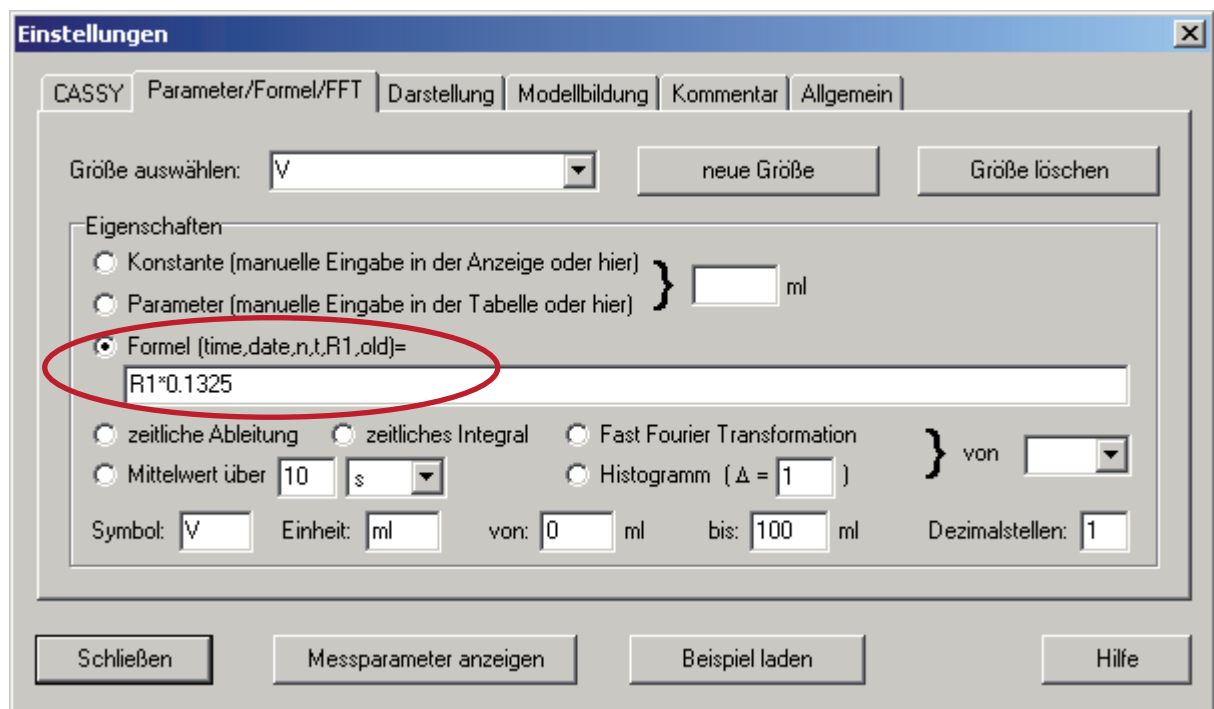 Einstellungen
CASSY Parameter/Formel/FFT Darstellung Modellbildung Kommentar Allgemein
Größe auswählen: V neue Größe Größe löschen
Eigenschaften
Konstante (manuelle Eingabe in der Anzeige oder hier)
} ml
Parameter (manuelle Eingabe in der Tabelle oder hier)
Formel (time,date,n,t,R1,old)=
R1*0.1325
zeitliche Ableitung zeitliches Integral Fast Fourier Transformation
} von
Mittelwert über 10 s Histogramm ( Δ = 1 )
Symbol: V Einheit: ml von: 0 ml bis: 100 ml Dezimalstellen: 1
Schließen Messparameter anzeigen Beispiel laden Hilfe